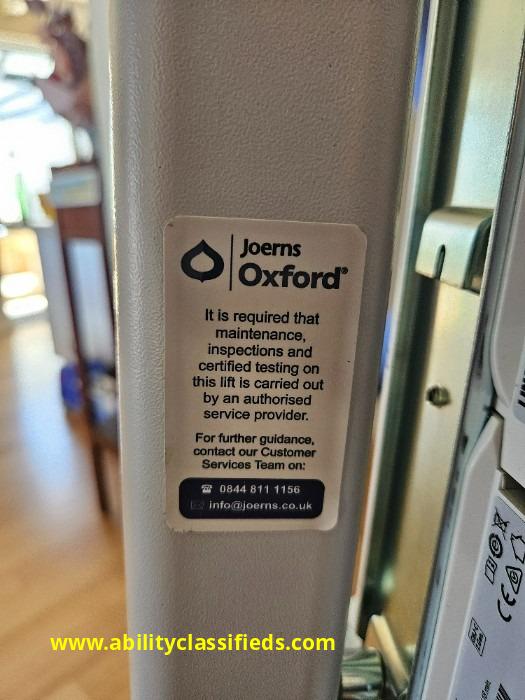 Joerns
Oxford®
It is required that
maintenance,
inspections and
certified testing on
this lift is carried out
by an authorised
service provider.
For further guidance,
contact our Customer
Services Team on:
☎ 0844 811 1156
✉ info@joerns.co.uk
CE
www.abilityclassifieds.com